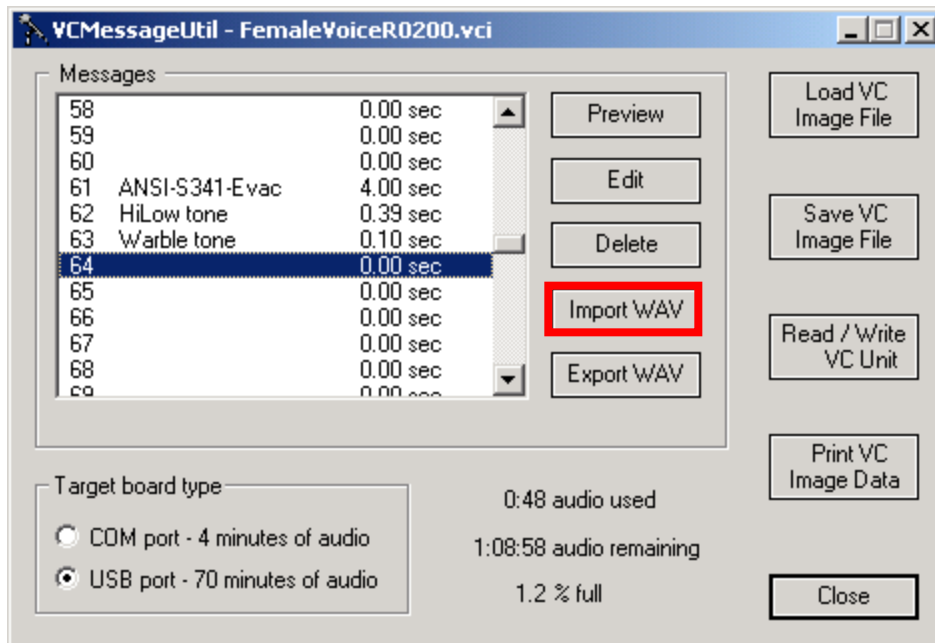 VCMessageUtil - FemaleVoiceR0200.vci
Messages
58 0.00 sec
59 0.00 sec
60 0.00 sec
61 ANSI-S341-Evac 4.00 sec
62 HiLow tone 0.39 sec
63 Warble tone 0.10 sec
64 0.00 sec
65 0.00 sec
66 0.00 sec
67 0.00 sec
68 0.00 sec
69 0.00 sec
Preview
Edit
Delete
Import WAV
Export WAV
Load VC
Image File
Save VC
Image File
Read / Write
VC Unit
Print VC
Image Data
Target board type
COM port - 4 minutes of audio
USB port - 70 minutes of audio
0:48 audio used
1:08:58 audio remaining
1.2 % full
Close